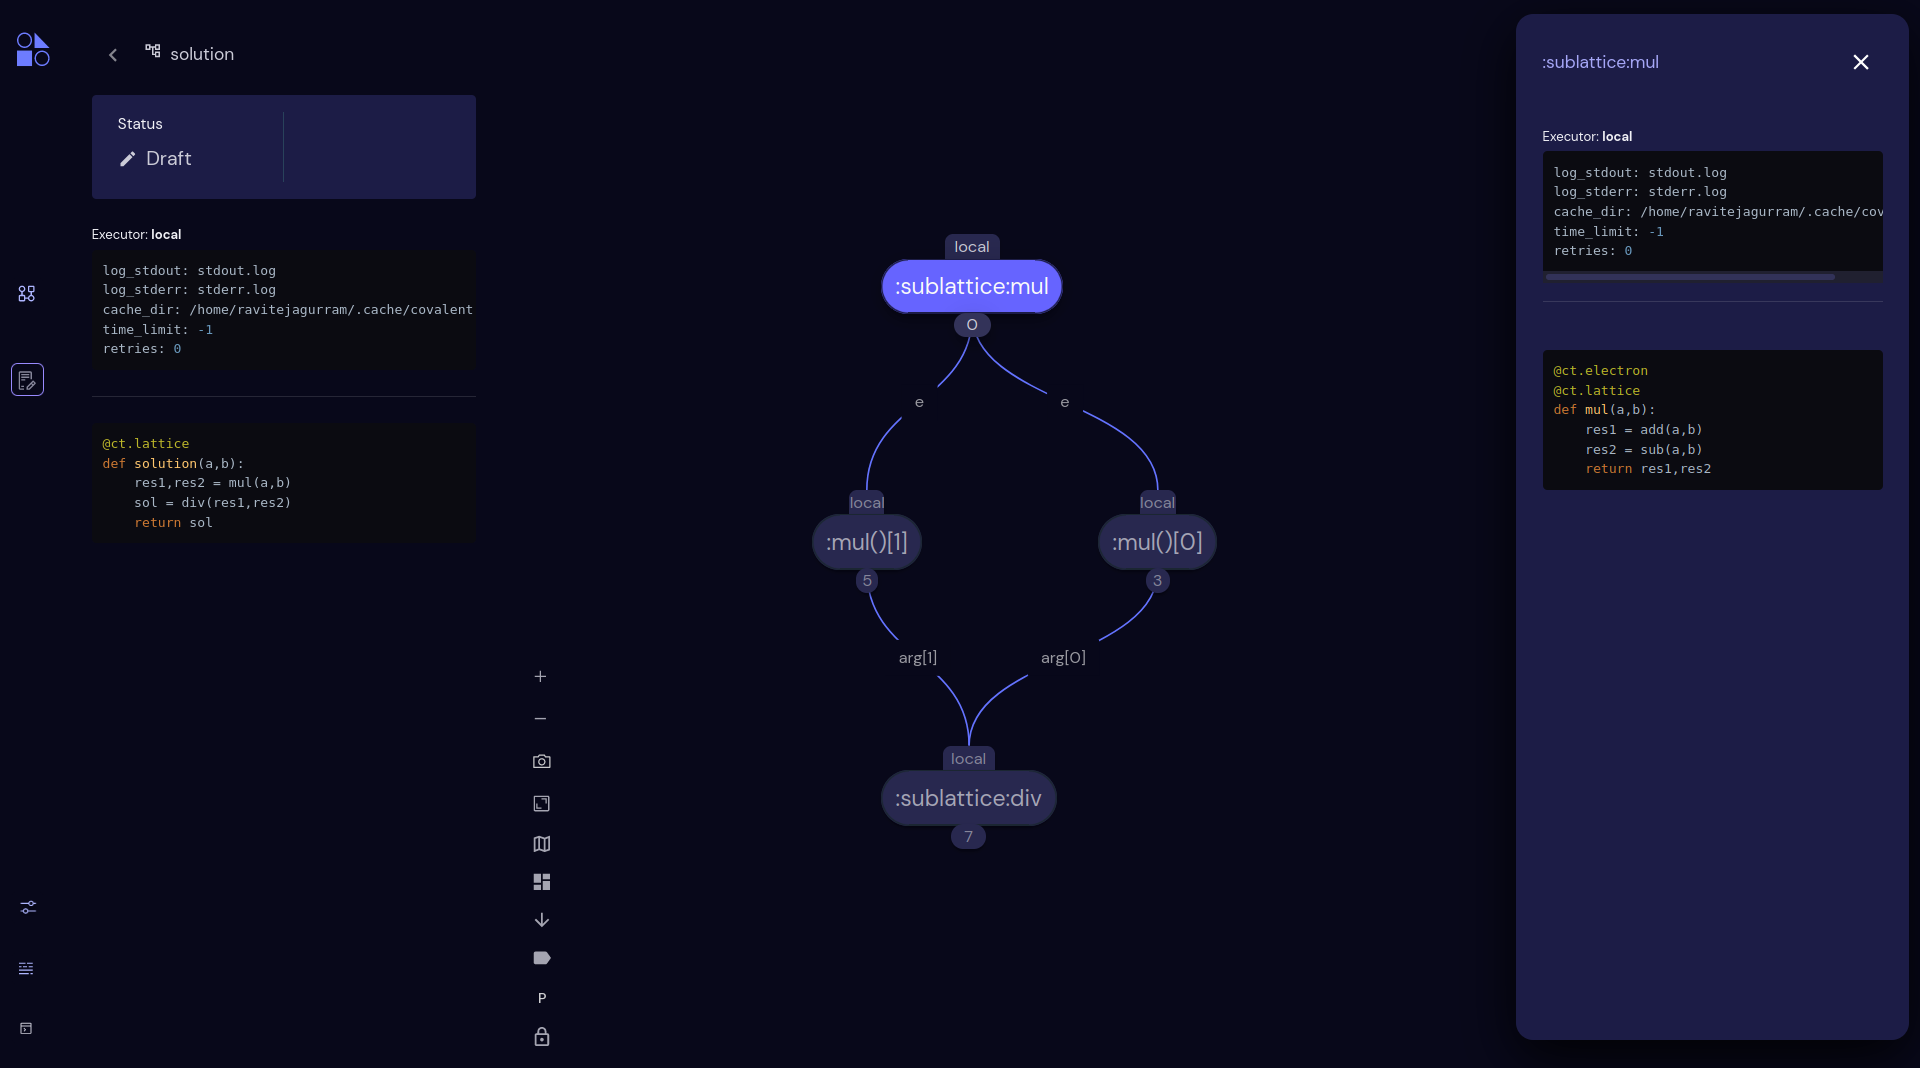 solution
Status
Draft
Executor: local
log_stdout: stdout.log
log_stderr: stderr.log
cache_dir: /home/ravitejagurram/.cache/covalent
time_limit: -1
retries: 0
@ct.lattice
def solution(a,b):
    res1,res2 = mul(a,b)
    sol = div(res1,res2)
    return sol
local
:sublattice:mul
0
e
e
local
local
:mul()[1]
:mul()[0]
5
3
arg[1]
arg[0]
local
:sublattice:div
7
P
:sublattice:mul
Executor: local
log_stdout: stdout.log
log_stderr: stderr.log
cache_dir: /home/ravitejagurram/.cache/cov
time_limit: -1
retries: 0
@ct.electron
@ct.lattice
def mul(a,b):
    res1 = add(a,b)
    res2 = sub(a,b)
    return res1,res2